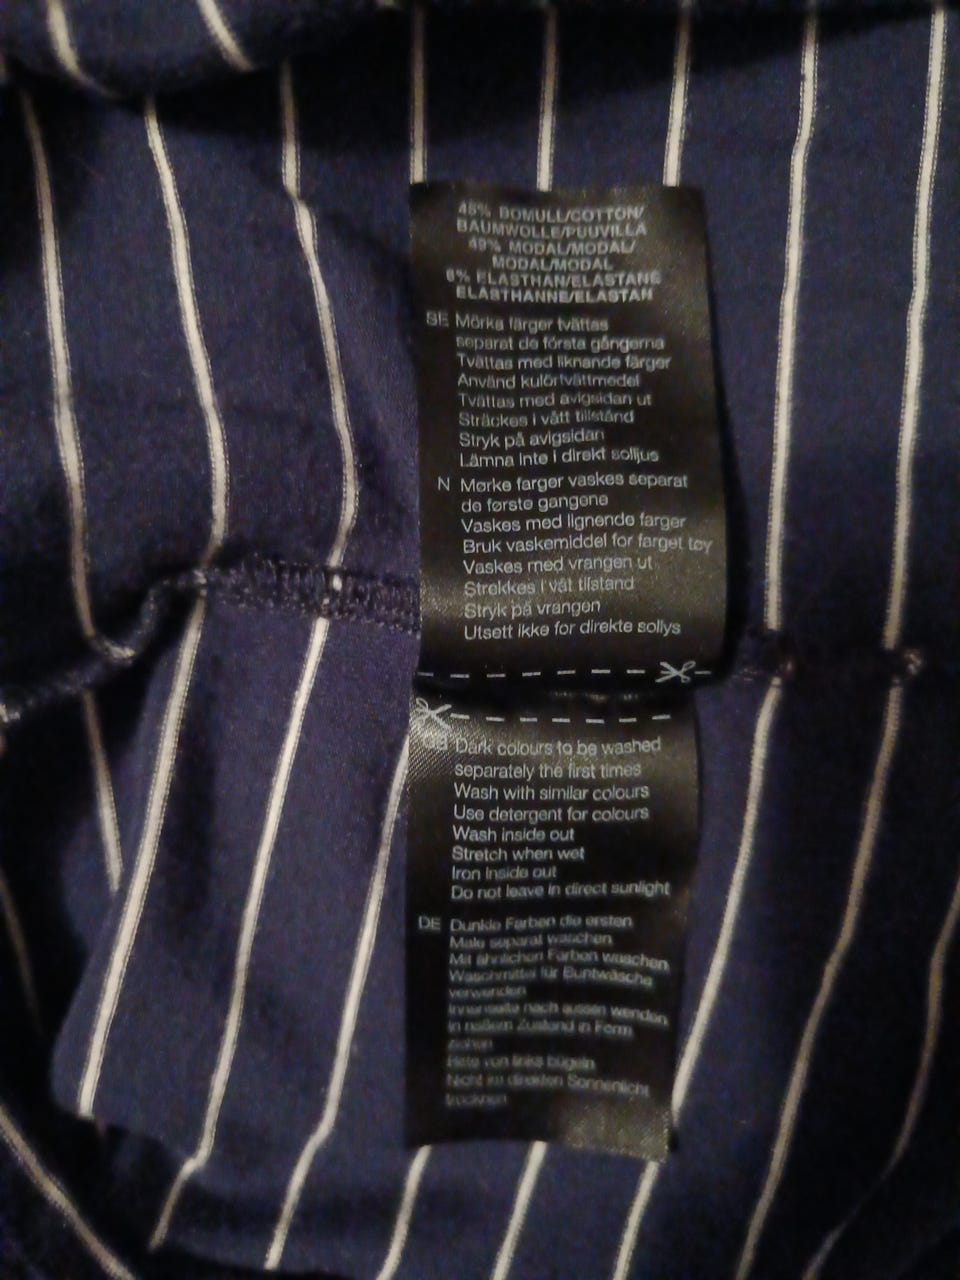 BOMULL/COTTON/
BAUMWOLLE/PUUVILLA
MODAL/MODAL/
MODAL/MODAL
6% ELASTHAN/ELASTANE
ELASTHANNE/ELASTAN
SE Mörka färger tvättas
separat de första gångerna
Tvättas med liknande färger
Använd kulörtvättmedel
Tvättas med avigsidan ut
Sträckes i vått tillstånd
Stryk på avigsidan
Lämna inte i direkt solljus
N Mørke farger vaskes separat
de første gangene
Vaskes med lignende farger
Bruk vaskemiddel for farget tøy
Vaskes med vrangen ut
Strekkes i våt tilstand
Stryk på vrangen
Utsett ikke for direkte sollys
GB Dark colours to be washed
separately the first times
Wash with similar colours
Use detergent for colours
Wash inside out
Stretch when wet
Iron inside out
Do not leave in direct sunlight
DE Dunkle Farben die ersten
Male separat waschen
Mit ähnlichen Farben waschen
Waschmittel für Buntwäsche
verwenden
Innenseite nach aussen wenden
In naßem Zustand in Form
ziehen
Bitte von links bügeln
Nicht im direkten Sonnenlicht
trocknen